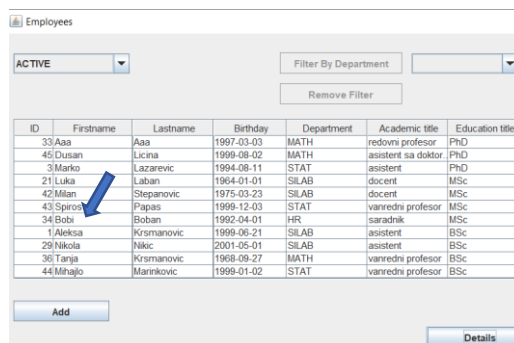 Employees
ACTIVE Filter By Department
Remove Filter
ID Firstname Lastname Birthday Department Academic title Education title
33 Aaa Aaa 1997-03-03 MATH redovni profesor PhD
45 Dusan Licina 1999-08-02 MATH asistent sa doktor... PhD
3 Marko Lazarevic 1994-08-11 STAT asistent PhD
21 Luka Laban 1964-01-01 SILAB docent MSc
42 Milan Stepanovic 1975-03-23 SILAB docent MSc
43 Spiros Papas 1999-12-03 STAT vanredni profesor MSc
34 Bobi Boban 1992-04-01 HR saradnik MSc
1 Aleksa Krsmanovic 1999-06-21 SILAB asistent BSc
29 Nikola Nikic 2001-05-01 SILAB asistent BSc
36 Tanja Krsmanovic 1968-09-27 MATH vanredni profesor BSc
44 Mihajlo Marinkovic 1999-01-02 STAT vanredni profesor BSc
Add
Details